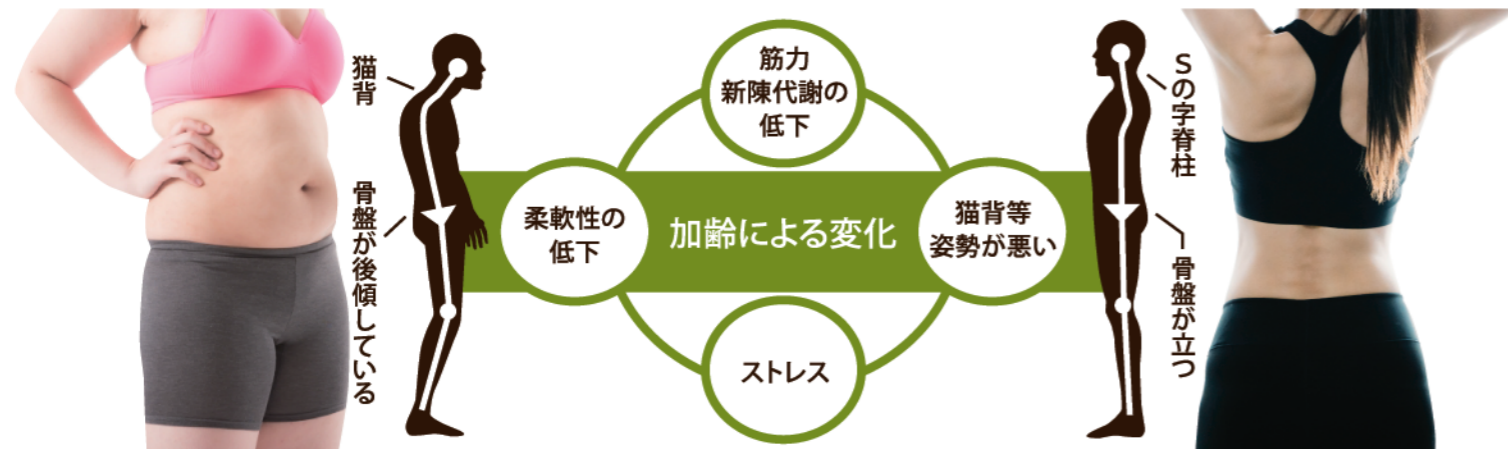 猫背
骨盤が後傾している
筋力
新陳代謝の
低下
柔軟性の
低下
加齢による変化
猫背等
姿勢が悪い
ストレス
Sの字脊柱
骨盤が立つ